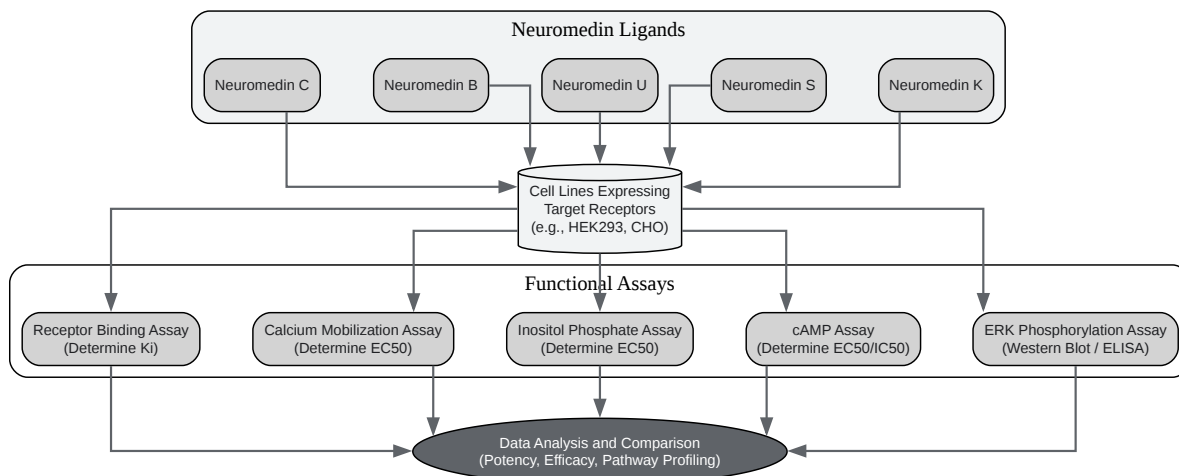 Neuromedin Ligands
Neuromedin C
Neuromedin B
Neuromedin U
Neuromedin S
Neuromedin K
Cell Lines Expressing
Target Receptors
(e.g., HEK293, CHO)
Functional Assays
Receptor Binding Assay
(Determine Ki)
Calcium Mobilization Assay
(Determine EC50)
Inositol Phosphate Assay
(Determine EC50)
cAMP Assay
(Determine EC50/IC50)
ERK Phosphorylation Assay
(Western Blot / ELISA)
Data Analysis and Comparison
(Potency, Efficacy, Pathway Profiling)